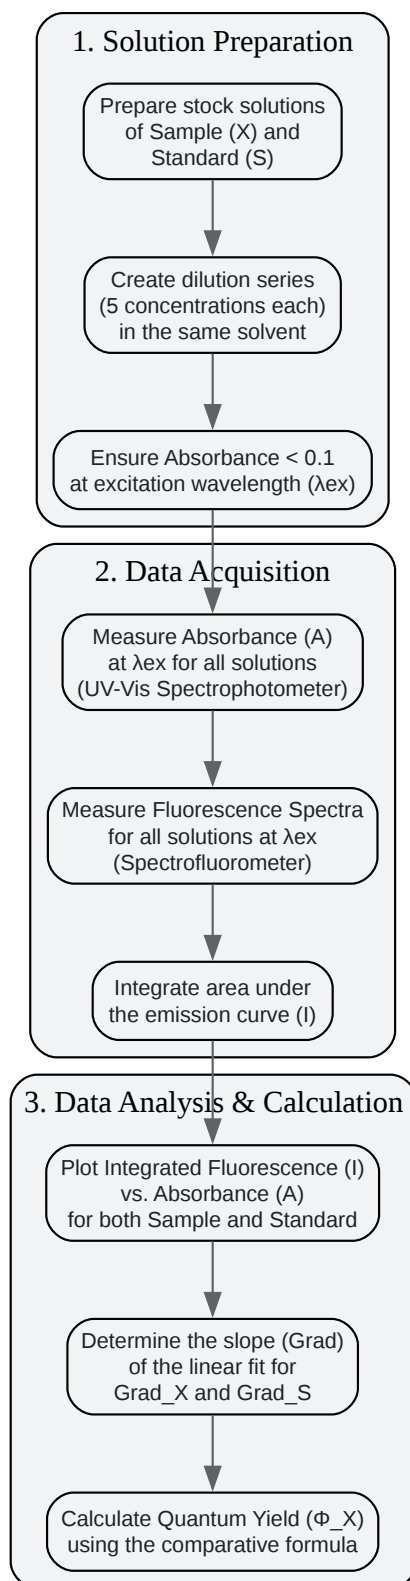 1. Solution Preparation
Prepare stock solutions
of Sample (X) and
Standard (S)
Create dilution series
(5 concentrations each)
in the same solvent
Ensure Absorbance < 0.1
at excitation wavelength (λex)
2. Data Acquisition
Measure Absorbance (A)
at λex for all solutions
(UV-Vis Spectrophotometer)
Measure Fluorescence Spectra
for all solutions at λex
(Spectrofluorometer)
Integrate area under
the emission curve (I)
3. Data Analysis & Calculation
Plot Integrated Fluorescence (I)
vs. Absorbance (A)
for both Sample and Standard
Determine the slope (Grad)
of the linear fit for
Grad_X and Grad_S
Calculate Quantum Yield (Φ_X)
using the comparative formula